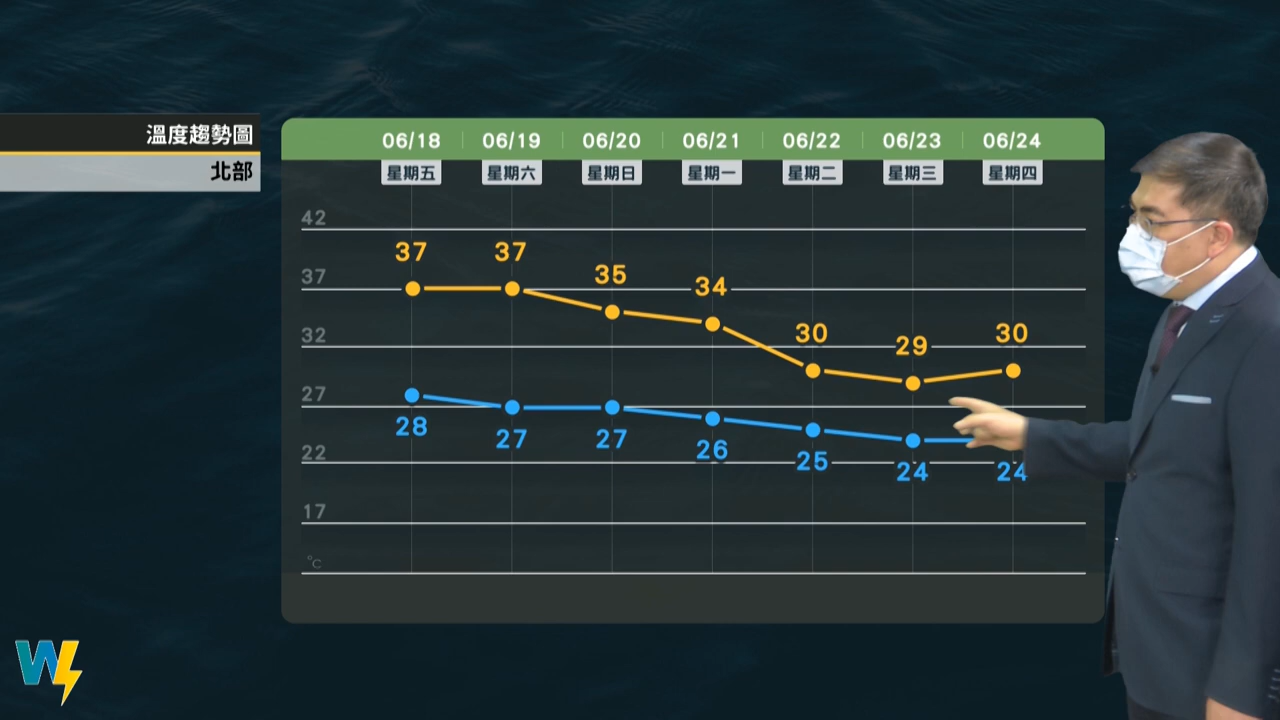 溫度趨勢圖
北部
06/18 06/19 06/20 06/21 06/22 06/23 06/24
星期五 星期六 星期日 星期一 星期二 星期三 星期四
42
37 37 35 34 30 29 30
37
32
27
28 27 27 26 25 24 24
22
17
°C
W